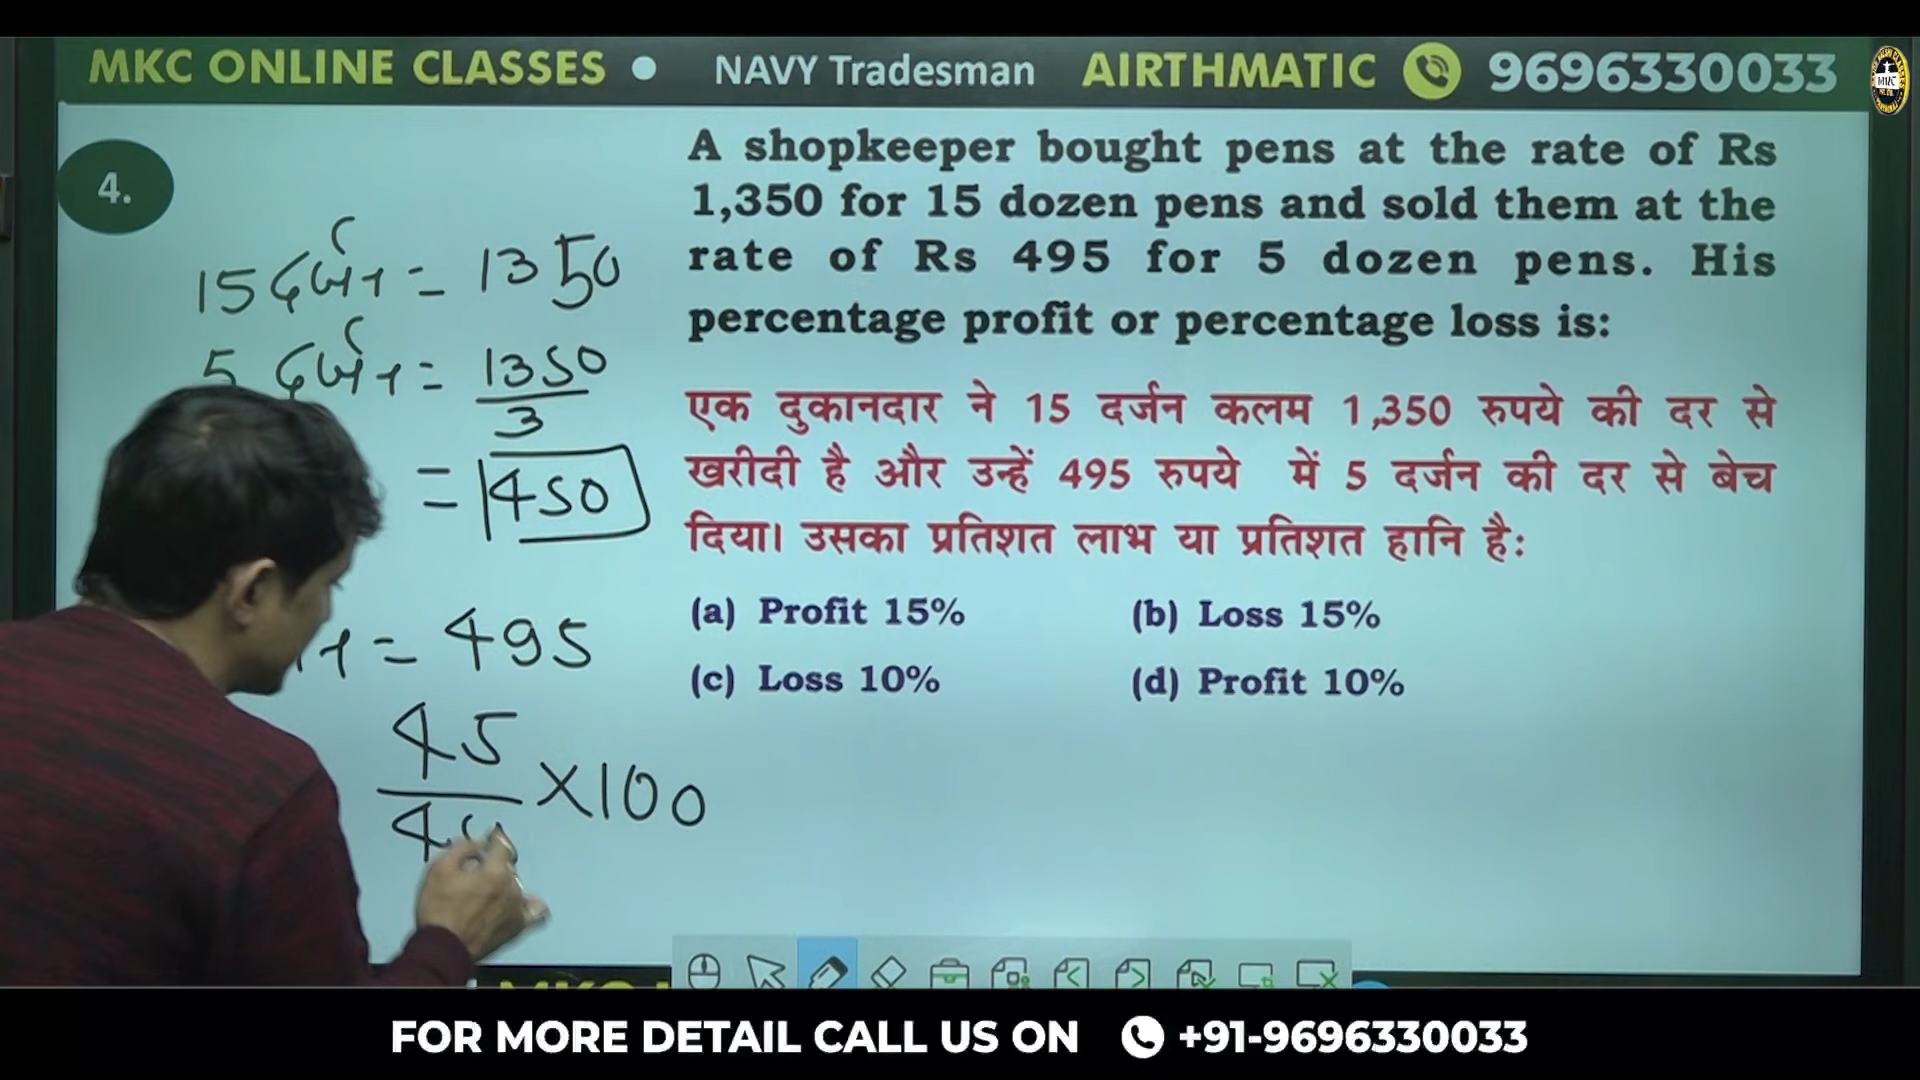 MKC ONLINE CLASSES • NAVY Tradesman AIRTHMATIC 9696330033
MKC
4.
A shopkeeper bought pens at the rate of Rs
1,350 for 15 dozen pens and sold them at the
rate of Rs 495 for 5 dozen pens. His
percentage profit or percentage loss is:
एक दुकानदार ने 15 दर्जन कलम 1,350 रुपये की दर से
खरीदी है और उन्हें 495 रुपये में 5 दर्जन की दर से बेच
दिया। उसका प्रतिशत लाभ या प्रतिशत हानि है:
(a) Profit 15% (b) Loss 15%
(c) Loss 10% (d) Profit 10%
15 दर्जन = 1350
5 दर्जन = 1350
3
= 450
न = 495
45
× 100
FOR MORE DETAIL CALL US ON +91-9696330033